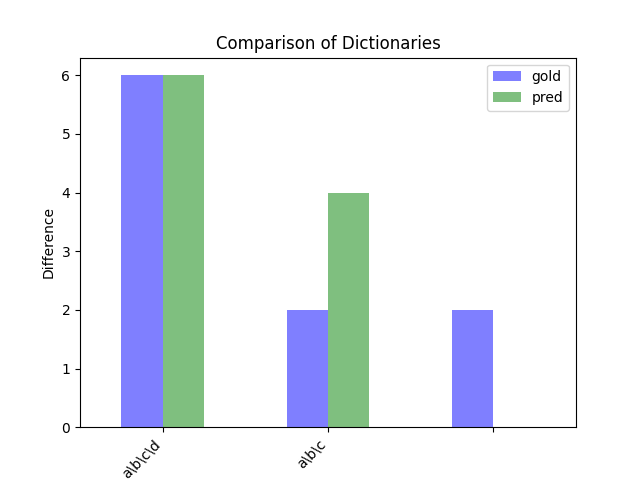 Comparison of Dictionaries
gold
pred
Difference
6
5
4
3
2
1
0
a\b\c\d
a\b\c